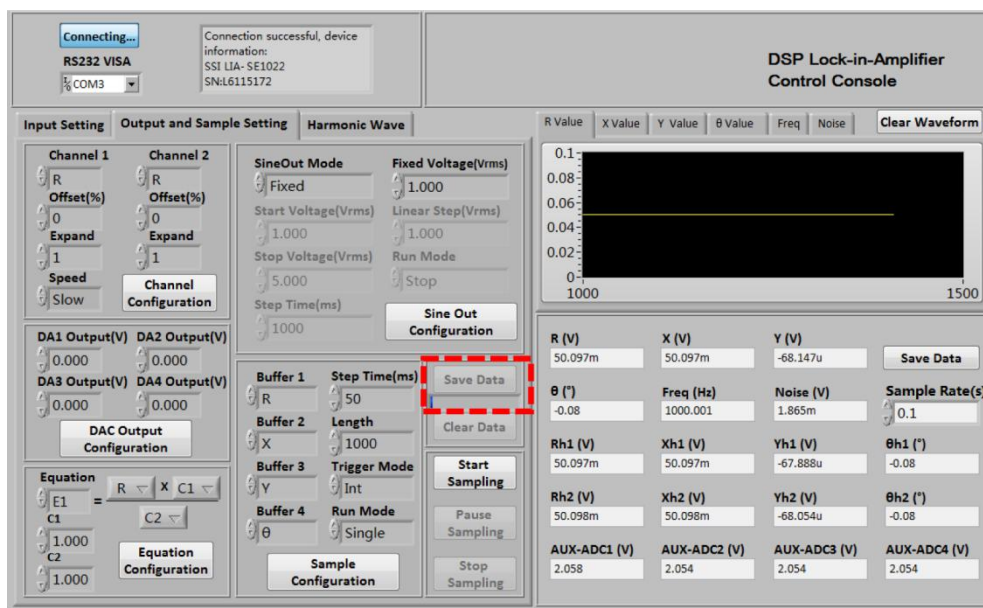 Connecting...
RS232 VISA
COM3
Connection successful, device
information:
SSI LIA- SE1022
SN:L6115172
DSP Lock-in-Amplifier
Control Console
Input Setting
Output and Sample Setting
Harmonic Wave
Channel 1
Channel 2
R
R
Offset(%)
Offset(%)
0
0
Expand
Expand
1
1
Speed
Slow
Channel
Configuration
DA1 Output(V)
DA2 Output(V)
0.000
0.000
DA3 Output(V)
DA4 Output(V)
0.000
0.000
DAC Output
Configuration
Equation
E1
=
R
X
C1
C2
C1
1.000
C2
1.000
Equation
Configuration
SineOut Mode
Fixed Voltage(Vrms)
Fixed
1.000
Start Voltage(Vrms)
Linear Step(Vrms)
1.000
1.000
Stop Voltage(Vrms)
Run Mode
5.000
Stop
Step Time(ms)
1000
Sine Out
Configuration
Buffer 1
Step Time(ms)
R
50
Buffer 2
Length
X
1000
Buffer 3
Trigger Mode
Y
Int
Buffer 4
Run Mode
θ
Single
Sample
Configuration
Save Data
Clear Data
Start
Sampling
Pause
Sampling
Stop
Sampling
R Value
X Value
Y Value
θ Value
Freq
Noise
Clear Waveform
0.1
0.08
0.06
0.04
0.02
0
1000
1500
R (V)
X (V)
Y (V)
50.097m
50.097m
-68.147u
Save Data
θ (°)
Freq (Hz)
Noise (V)
Sample Rate(s)
-0.08
1000.001
1.865m
0.1
Rh1 (V)
Xh1 (V)
Yh1 (V)
θh1 (°)
50.097m
50.097m
-67.888u
-0.08
Rh2 (V)
Xh2 (V)
Yh2 (V)
θh2 (°)
50.098m
50.098m
-68.054u
-0.08
AUX-ADC1 (V)
AUX-ADC2 (V)
AUX-ADC3 (V)
AUX-ADC4 (V)
2.058
2.054
2.054
2.054